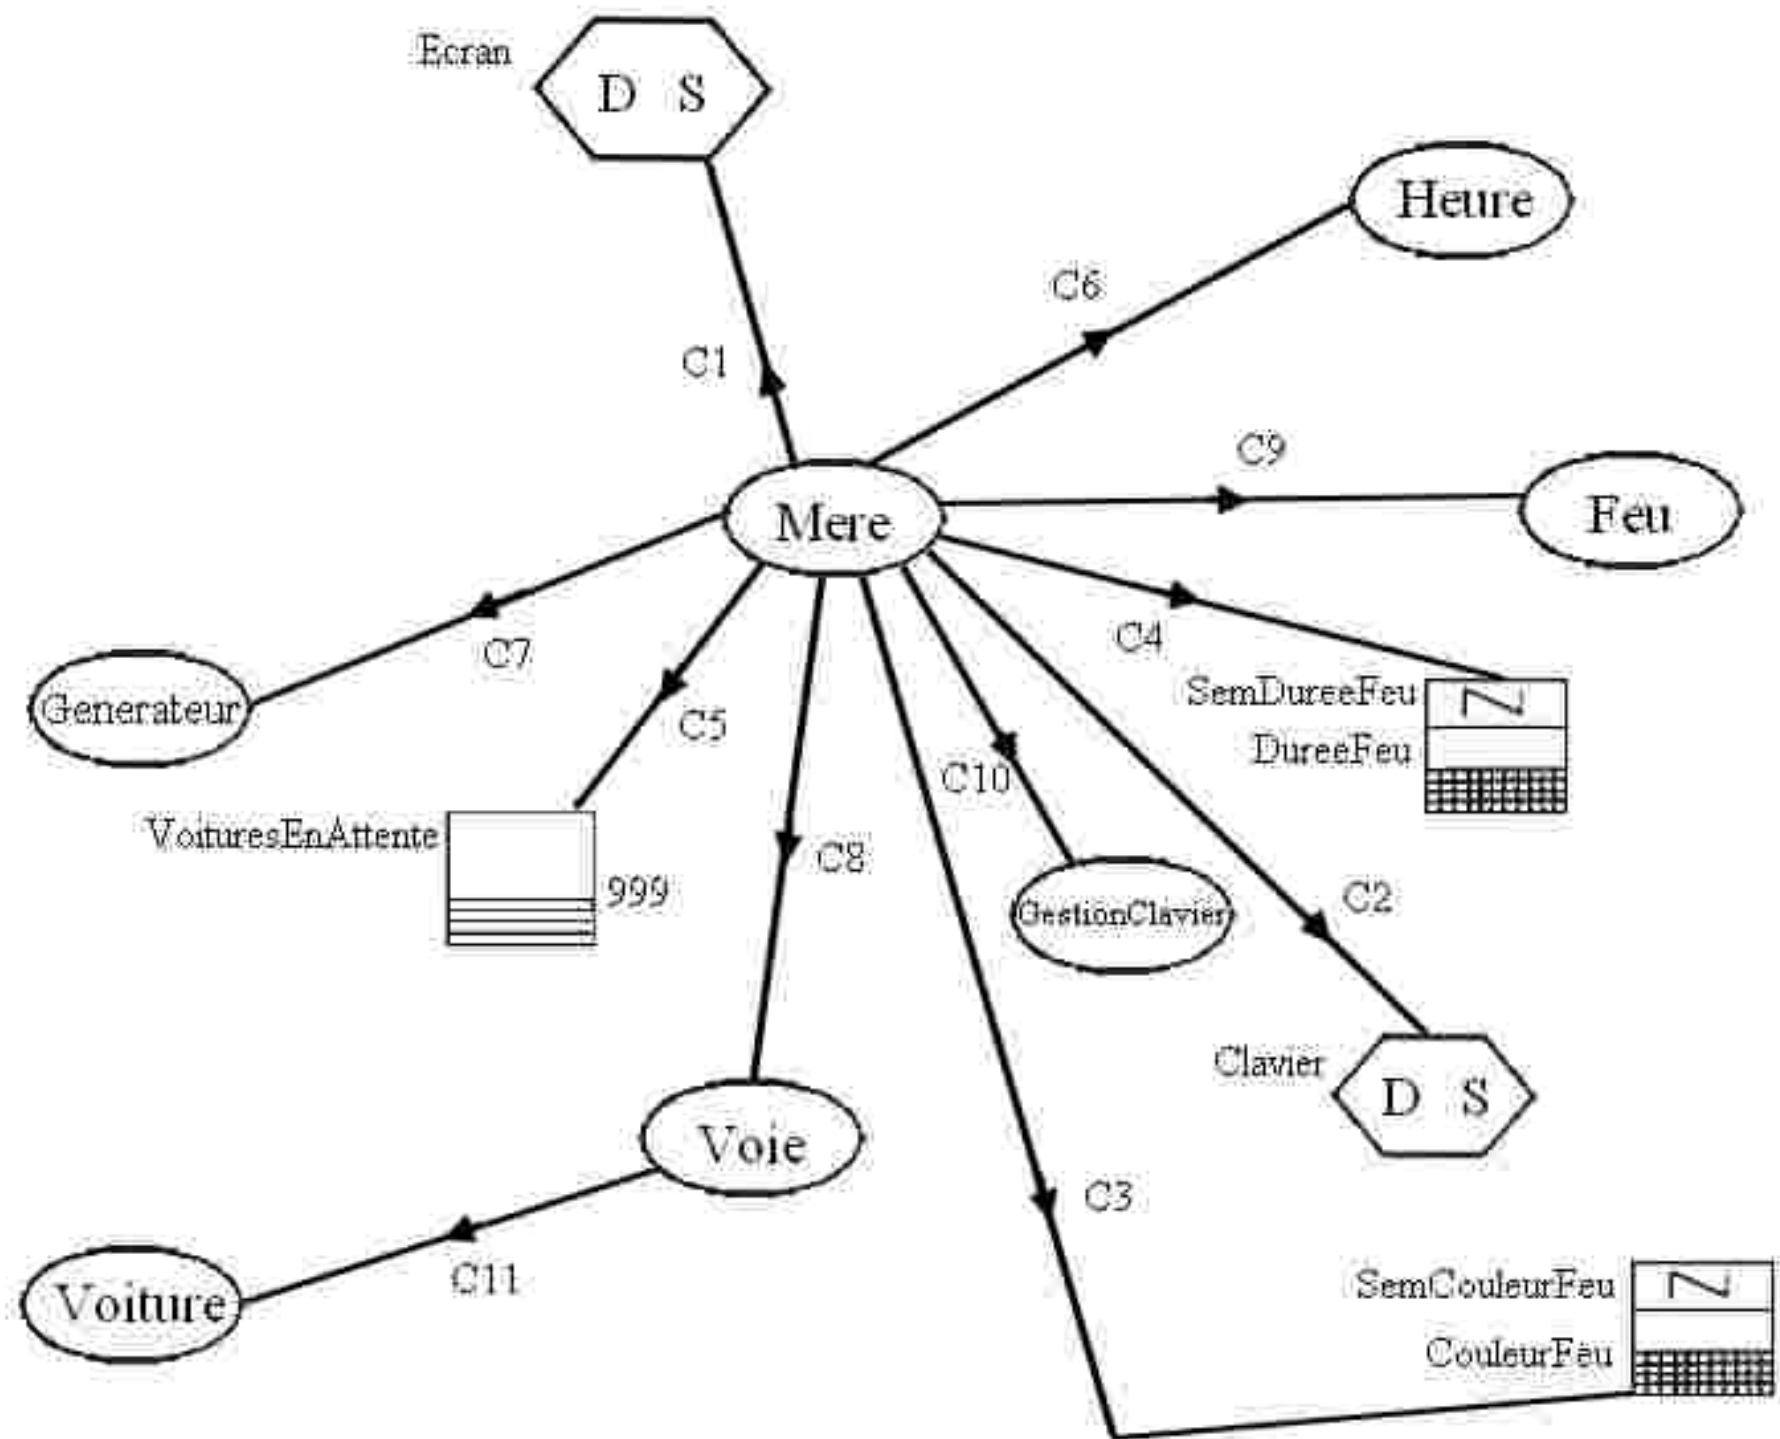 Ecran
D S
Heure
C6
C1
C9
Mere
Feu
C7
C4
Génerateur
SemDureeFeu
C5
DureeFeu
C10
VoituresEnAttente
C8
999
C2
GestionClavier
Clavier
D S
Voie
C3
C11
SemCouleurFeu
Voiture
CouleurFeu